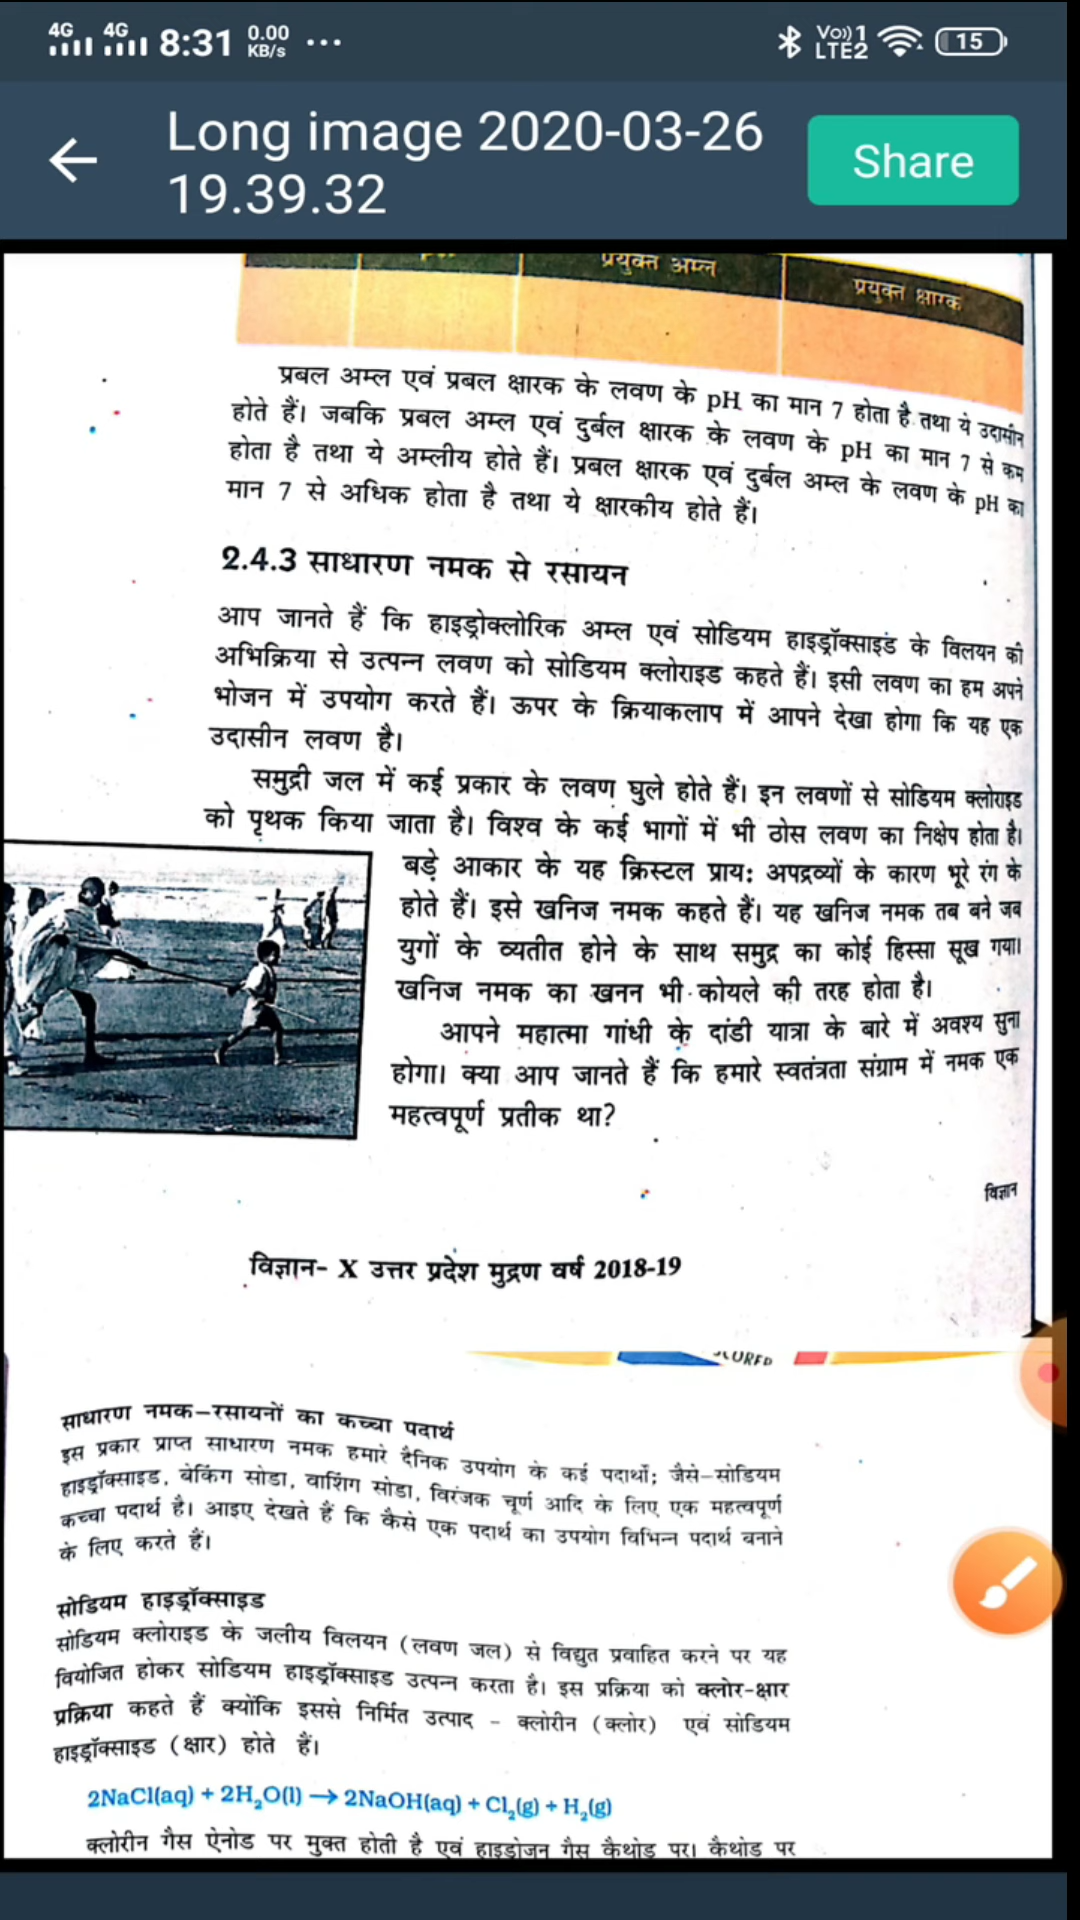 4G 4G 8:31 0.00 KB/s ... Vo)) 1 LTE2 15
Long image 2020-03-26
19.39.32
Share
प्रयुक्त अम्ल
प्रयुक्त क्षारक
प्रबल अम्ल एवं प्रबल क्षारक के लवण के pH का मान 7 होता है तथा ये उदासीन
होते हैं। जबकि प्रबल अम्ल एवं दुर्बल क्षारक के लवण के pH का मान 7 से कम
होता है तथा ये अम्लीय होते हैं। प्रबल क्षारक एवं दुर्बल अम्ल के लवण के pH का
मान 7 से अधिक होता है तथा ये क्षारकीय होते हैं।
2.4.3 साधारण नमक से रसायन
आप जानते हैं कि हाइड्रोक्लोरिक अम्ल एवं सोडियम हाइड्रॉक्साइड के विलयन की
अभिक्रिया से उत्पन्न लवण को सोडियम क्लोराइड कहते हैं। इसी लवण का हम अपने
भोजन में उपयोग करते हैं। ऊपर के क्रियाकलाप में आपने देखा होगा कि यह एक
उदासीन लवण है।
समुद्री जल में कई प्रकार के लवण घुले होते हैं। इन लवणों से सोडियम क्लोराइड
को पृथक किया जाता है। विश्व के कई भागों में भी ठोस लवण का निक्षेप होता है।
बड़े आकार के यह क्रिस्टल प्राय: अपद्रव्यों के कारण भूरे रंग के
होते हैं। इसे खनिज नमक कहते हैं। यह खनिज नमक तब बने जब
युगों के व्यतीत होने के साथ समुद्र का कोई हिस्सा सूख गया।
खनिज नमक का खनन भी कोयले की तरह होता है।
आपने महात्मा गांधी के दांडी यात्रा के बारे में अवश्य सुना
होगा। क्या आप जानते हैं कि हमारे स्वतंत्रता संग्राम में नमक एक
महत्वपूर्ण प्रतीक था?
विज्ञान
विज्ञान- X उत्तर प्रदेश मुद्रण वर्ष 2018-19
साधारण नमक–रसायनों का कच्चा पदार्थ
इस प्रकार प्राप्त साधारण नमक हमारे दैनिक उपयोग के कई पदार्थों; जैसे–सोडियम
हाइड्रॉक्साइड, बेकिंग सोडा, वाशिंग सोडा, विरंजक चूर्ण आदि के लिए एक महत्वपूर्ण
कच्चा पदार्थ है। आइए देखते हैं कि कैसे एक पदार्थ का उपयोग विभिन्न पदार्थ बनाने
के लिए करते हैं।
सोडियम हाइड्रॉक्साइड
सोडियम क्लोराइड के जलीय विलयन (लवण जल) से विद्युत प्रवाहित करने पर यह
वियोजित होकर सोडियम हाइड्रॉक्साइड उत्पन्न करता है। इस प्रक्रिया को क्लोर-क्षार
प्रक्रिया कहते हैं क्योंकि इससे निर्मित उत्पाद - क्लोरीन (क्लोर) एवं सोडियम
हाइड्रॉक्साइड (क्षार) होते हैं।
2NaCl(aq) + 2H₂O(l) → 2NaOH(aq) + Cl₂(g) + H₂(g)
क्लोरीन गैस ऐनोड पर मुक्त होती है एवं हाइड्रोजन गैस कैथोड पर। कैथोड पर